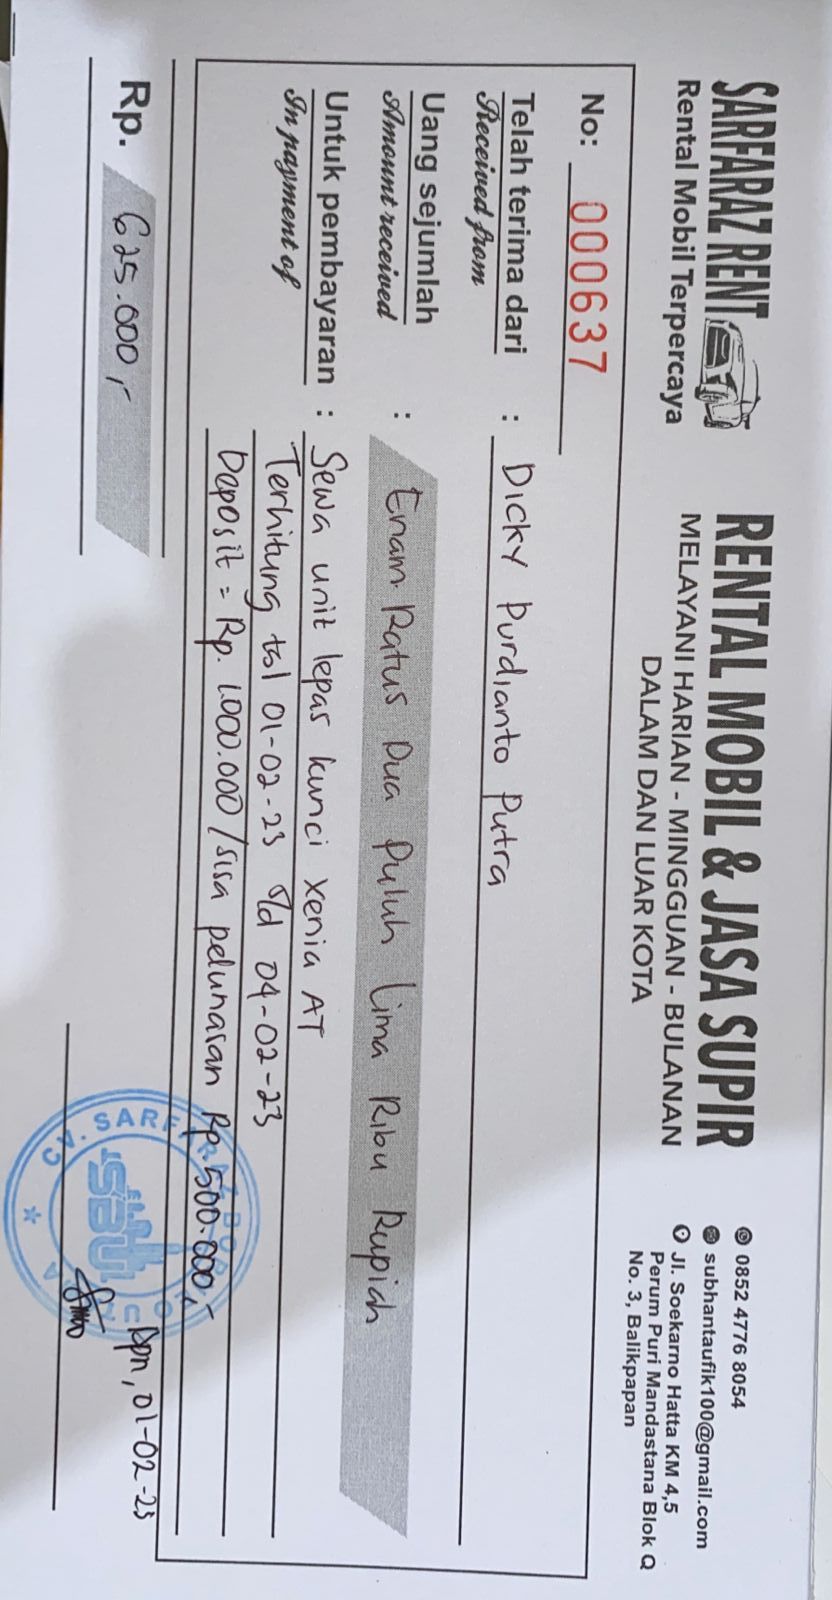 SARFARAZ RENT
Rental Mobil Terpercaya
RENTAL MOBIL & JASA SUPIR
MELAYANI HARIAN - MINGGUAN - BULANAN
DALAM DAN LUAR KOTA
0852 4776 8054
subhantaufik100@gmail.com
Jl. Soekarno Hatta KM 4,5
Perum Puri Mandastana Blok Q
No. 3, Balikpapan
No: 000637
Telah terima dari : Dicky Purdianto Putra
Received from
Uang sejumlah : Enam Ratus Dua Puluh Lima Ribu Rupiah
Amount received
Untuk pembayaran : Sewa unit lepas kunci Xenia AT
In payment of
Terhitung tgl 01-02-23 s/d 04-02-23
Deposit = Rp. 1.000.000 / sisa pelunasan Rp. 500.000,-
Rp. 625.000,-
Bpn, 01-02-23
CV. SARFARAZ